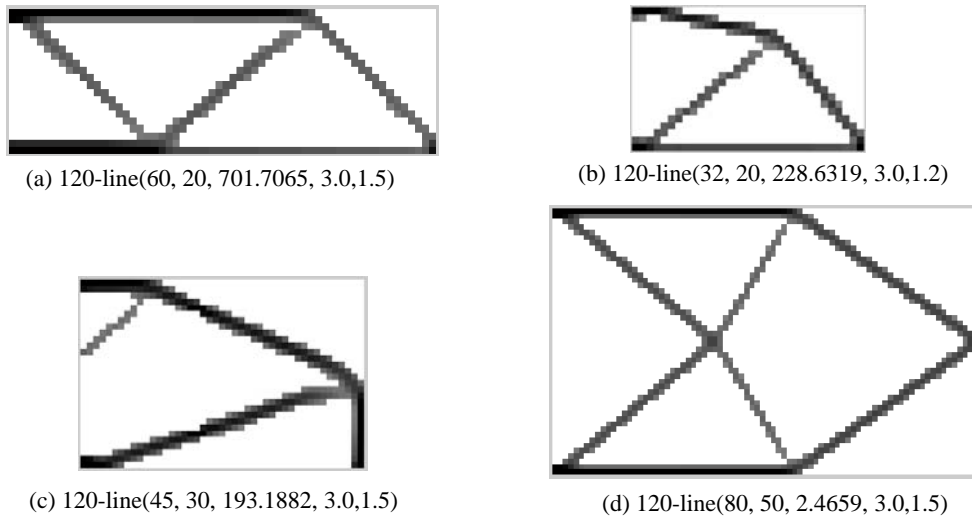 (a) 120-line(60, 20, 701.7065, 3.0,1.5)
(b) 120-line(32, 20, 228.6319, 3.0,1.2)
(c) 120-line(45, 30, 193.1882, 3.0,1.5)
(d) 120-line(80, 50, 2.4659, 3.0,1.5)